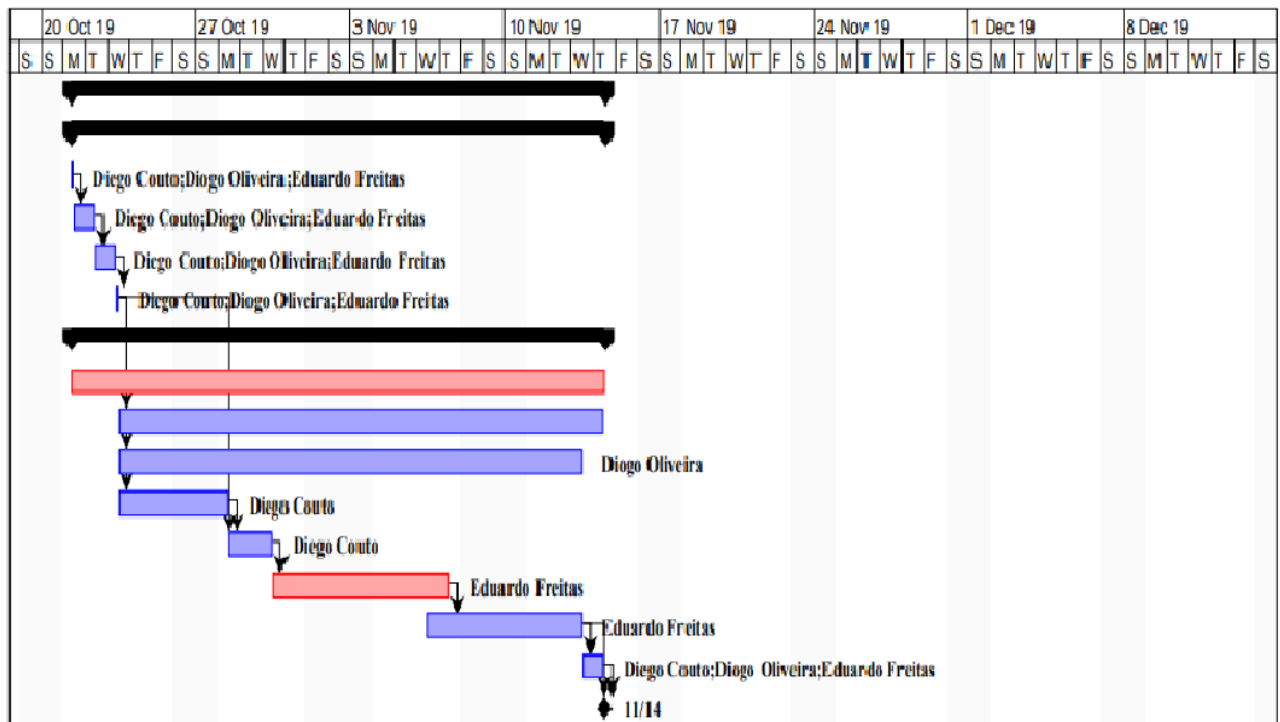 20 Oct 19 27 Oct 19 3 Nov 19 10 Nov 19 17 Nov 19 24 Nov 19 1 Dec 19 8 Dec 19
S S M T W T F S S M T W T F S S M T W T F S S M T W T F S S M T W T F S S M T W T F S S M T W T F S S M T W T F S
Diego Couto;Diogo Oliveira;Eduardo Freitas
Diego Couto;Diogo Oliveira;Eduardo Freitas
Diego Couto;Diogo Oliveira;Eduardo Freitas
Diego Couto;Diogo Oliveira;Eduardo Freitas
Diogo Oliveira
Diego Couto
Diego Couto
Eduardo Freitas
Eduardo Freitas
Diego Couto;Diogo Oliveira;Eduardo Freitas
11/14